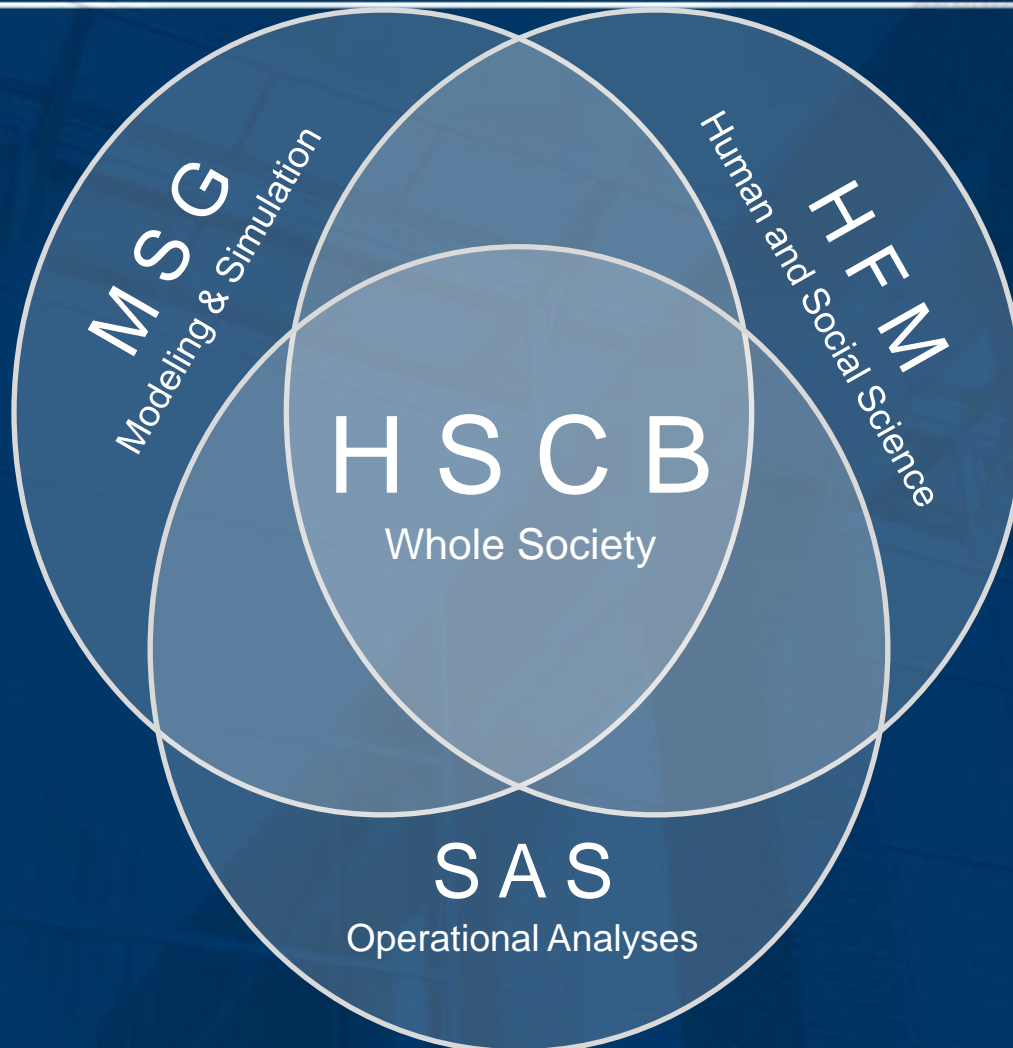 M S G
Modeling & Simulation
H F M
Human and Social Science
H S C B
Whole Society
S A S
Operational Analyses